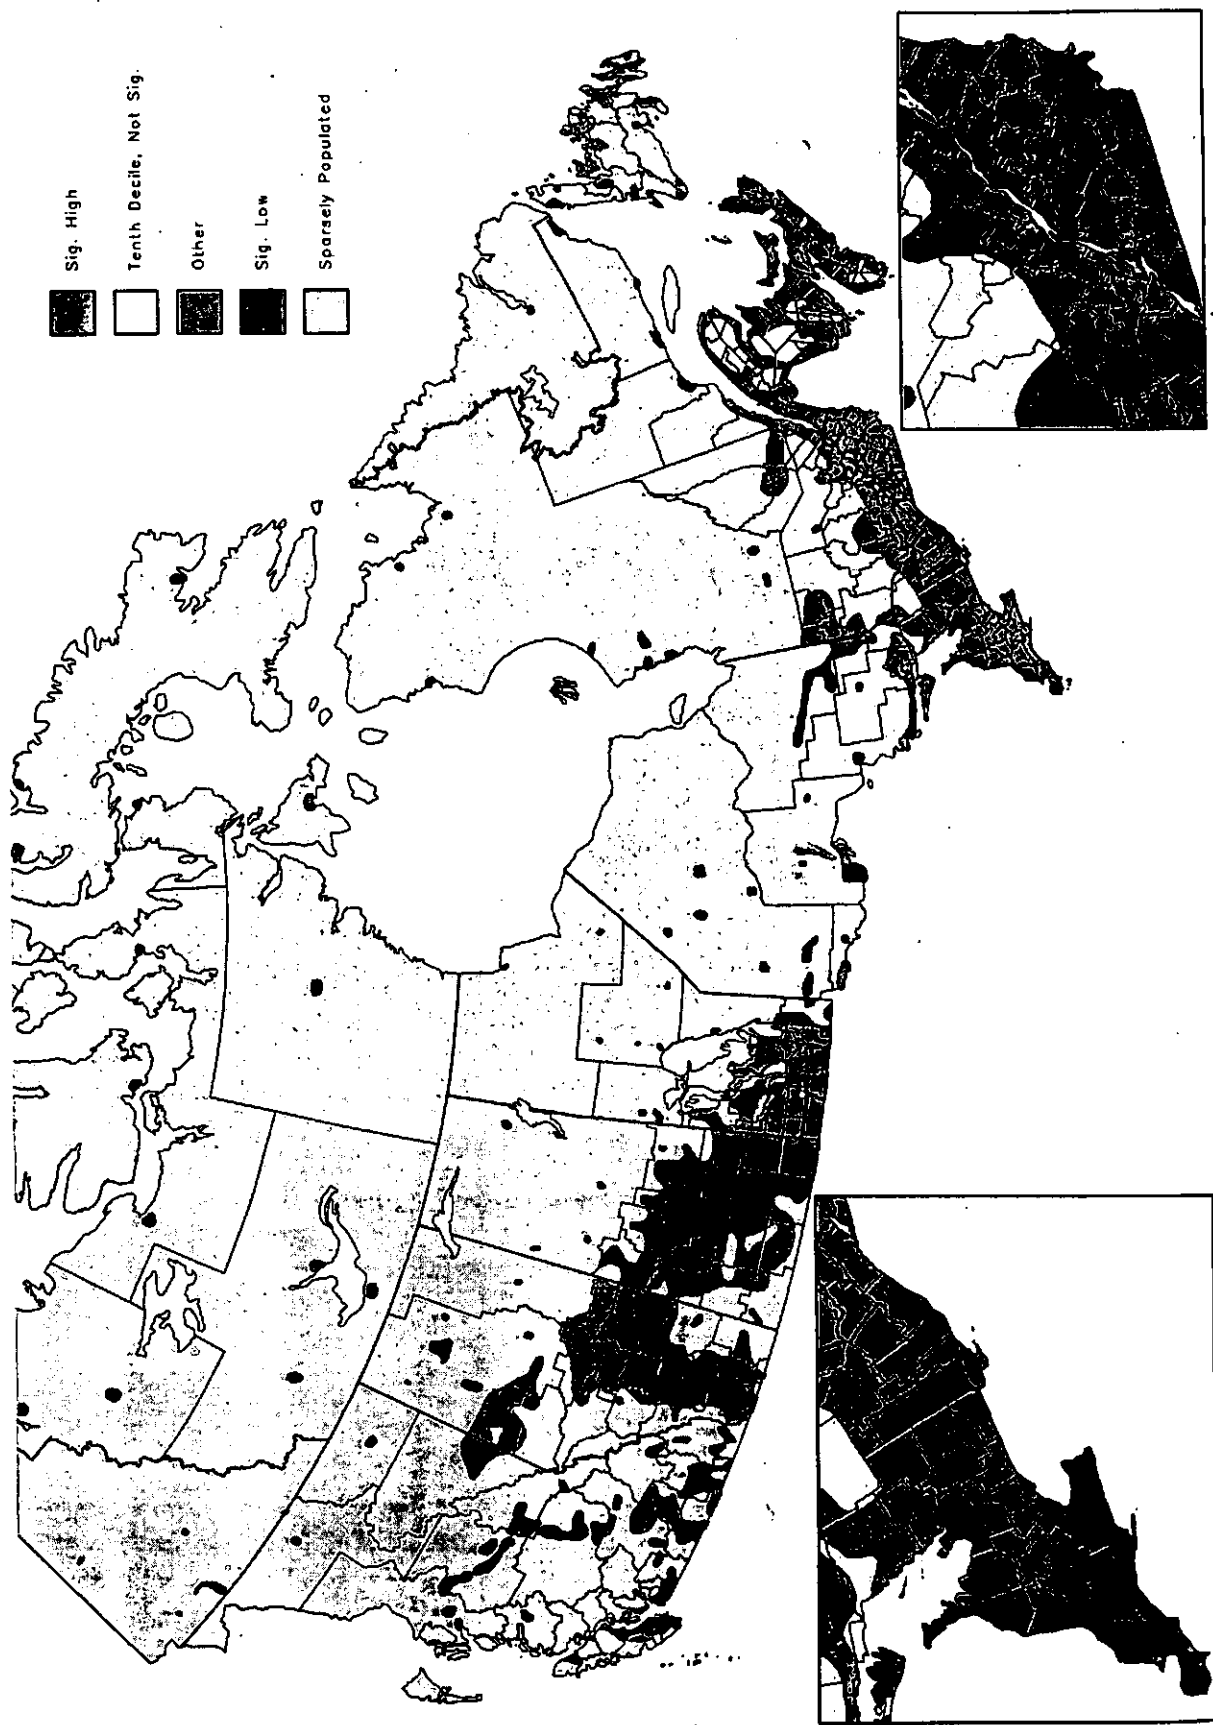 Sig. High
Tenth Decile, Not Sig.
Other
Sig. Low
Sparsely Populated